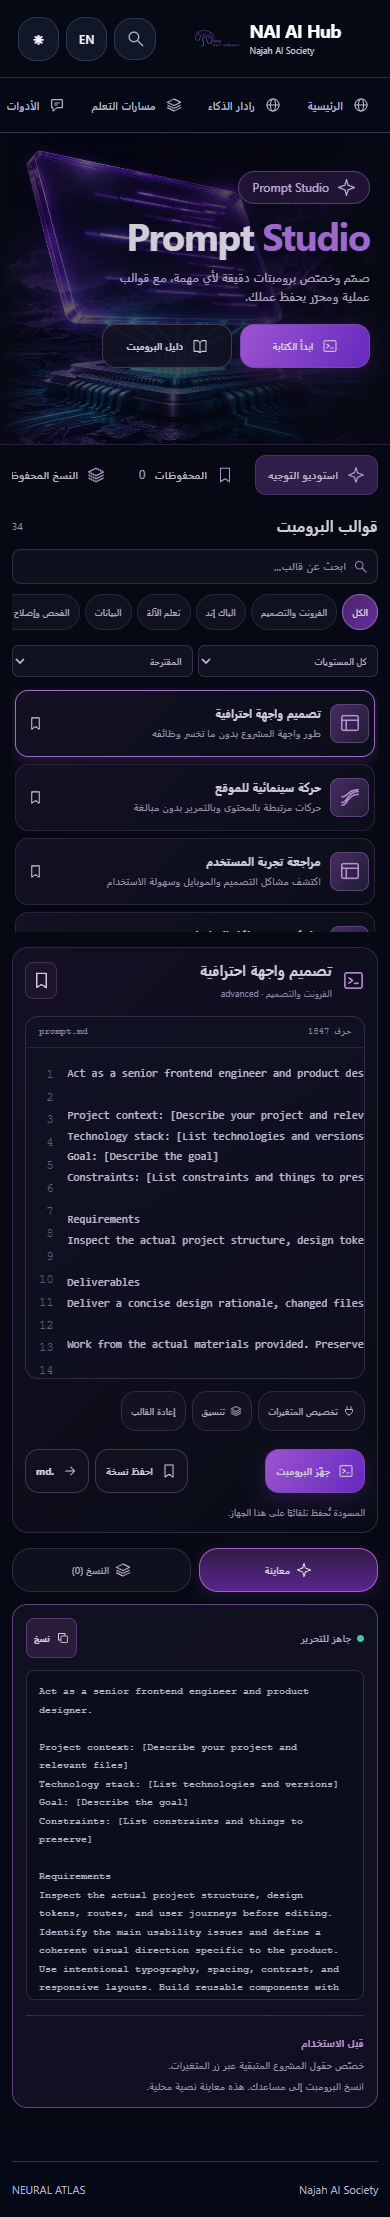 NAI AI Hub
Najah AI Society
EN
الرئيسية
رادار الذكاء
مسارات التعلم
الأدوات
Prompt Studio
Prompt Studio
صمّم وخصّص برومبتات دقيقة لأي مهمة، مع قوالب
عملية ومحرّر يحفظ عملك.
ابدأ الكتابة
دليل البرومبت
استوديو التوجيه
المحفوظات 0
النسخ المحفوظ
قوالب البرومبت
34
ابحث عن قالب...
الكل
الفرونت والتصميم
الباك إند
تعلم الآلة
البيانات
الفحص وإصلاح
كل المستويات
المقترحة
تصميم واجهة احترافية
طور واجهة المشروع بدون ما تخسر وظائفه
حركة سينمائية للموقع
حركات مرتبطة بالمحتوى وبالتمرير بدون مبالغة
مراجعة تجربة المستخدم
اكتشف مشاكل التصميم والموبايل وسهولة الاستخدام
تصميم واجهة احترافية
الفرونت والتصميم · advanced
prompt.md
1847 حرف
1 Act as a senior frontend engineer and product des
2
3 Project context: [Describe your project and relev
4 Technology stack: [List technologies and versions
5 Goal: [Describe the goal]
6 Constraints: [List constraints and things to pres
7
8 Requirements
9 Inspect the actual project structure, design toke
10
11 Deliverables
12 Deliver a concise design rationale, changed files
13
14 Work from the actual materials provided. Preserve
تخصيص المتغيرات
تنسيق
إعادة القالب
جهّز البرومبت
احفظ نسخة
.md
المسودة تُحفظ تلقائيًا على هذا الجهاز.
معاينة
النسخ (0)
جاهز للتحرير
نسخ
Act as a senior frontend engineer and product
designer.
Project context: [Describe your project and
relevant files]
Technology stack: [List technologies and versions]
Goal: [Describe the goal]
Constraints: [List constraints and things to
preserve]
Requirements
Inspect the actual project structure, design
tokens, routes, and user journeys before editing.
Identify the main usability issues and define a
coherent visual direction specific to the product.
Use intentional typography, spacing, contrast, and
responsive layouts. Build reusable components with
قبل الاستخدام
خصّص حقول المشروع المتبقية عبر زر المتغيرات.
انسخ البرومبت إلى مساعدك. هذه معاينة نصية محلية.
NEURAL ATLAS
Najah AI Society